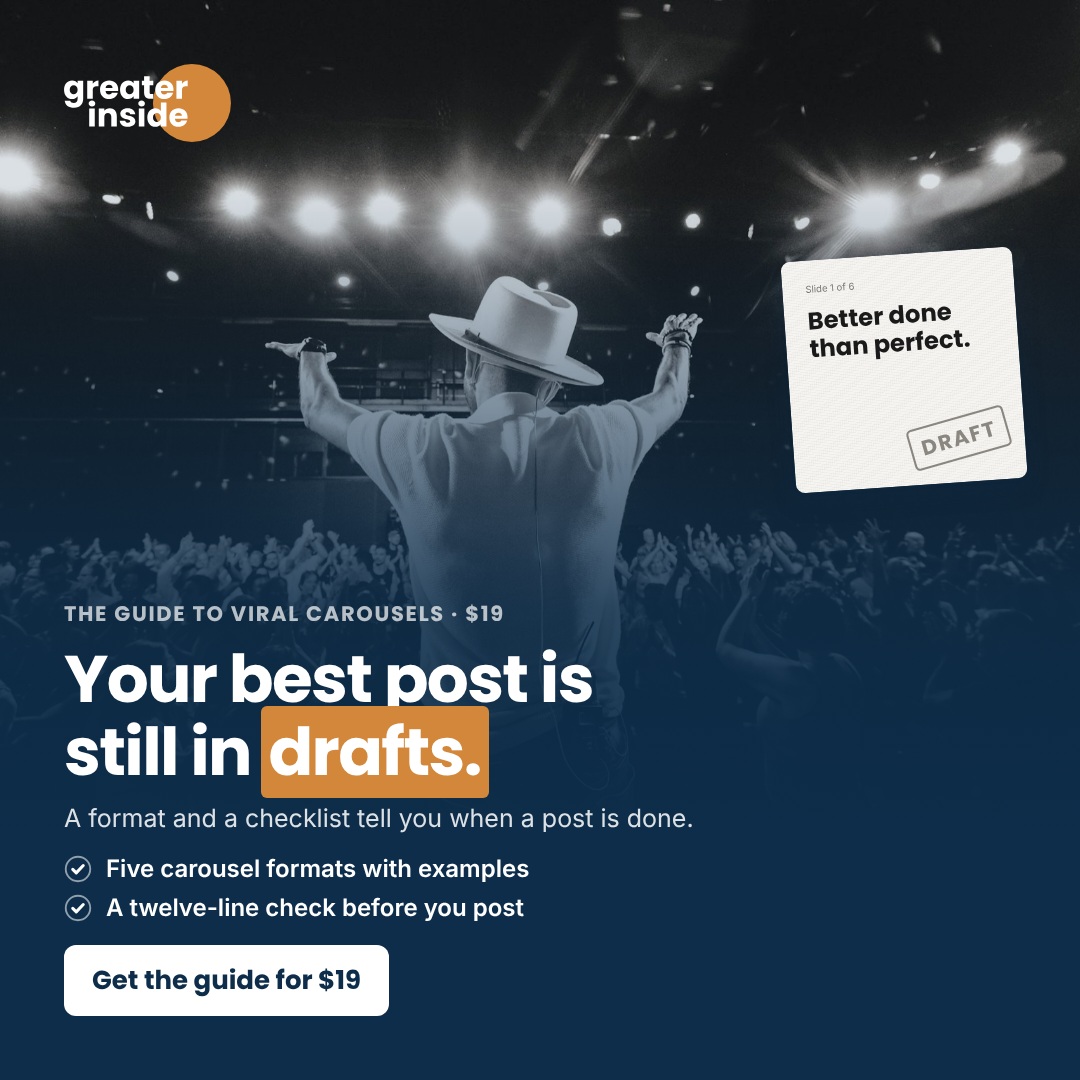 greater
inside
Slide 1 of 6
Better done
than perfect.
DRAFT
THE GUIDE TO VIRAL CAROUSELS · $19
Your best post is
still in drafts.
A format and a checklist tell you when a post is done.
Five carousel formats with examples
A twelve-line check before you post
Get the guide for $19